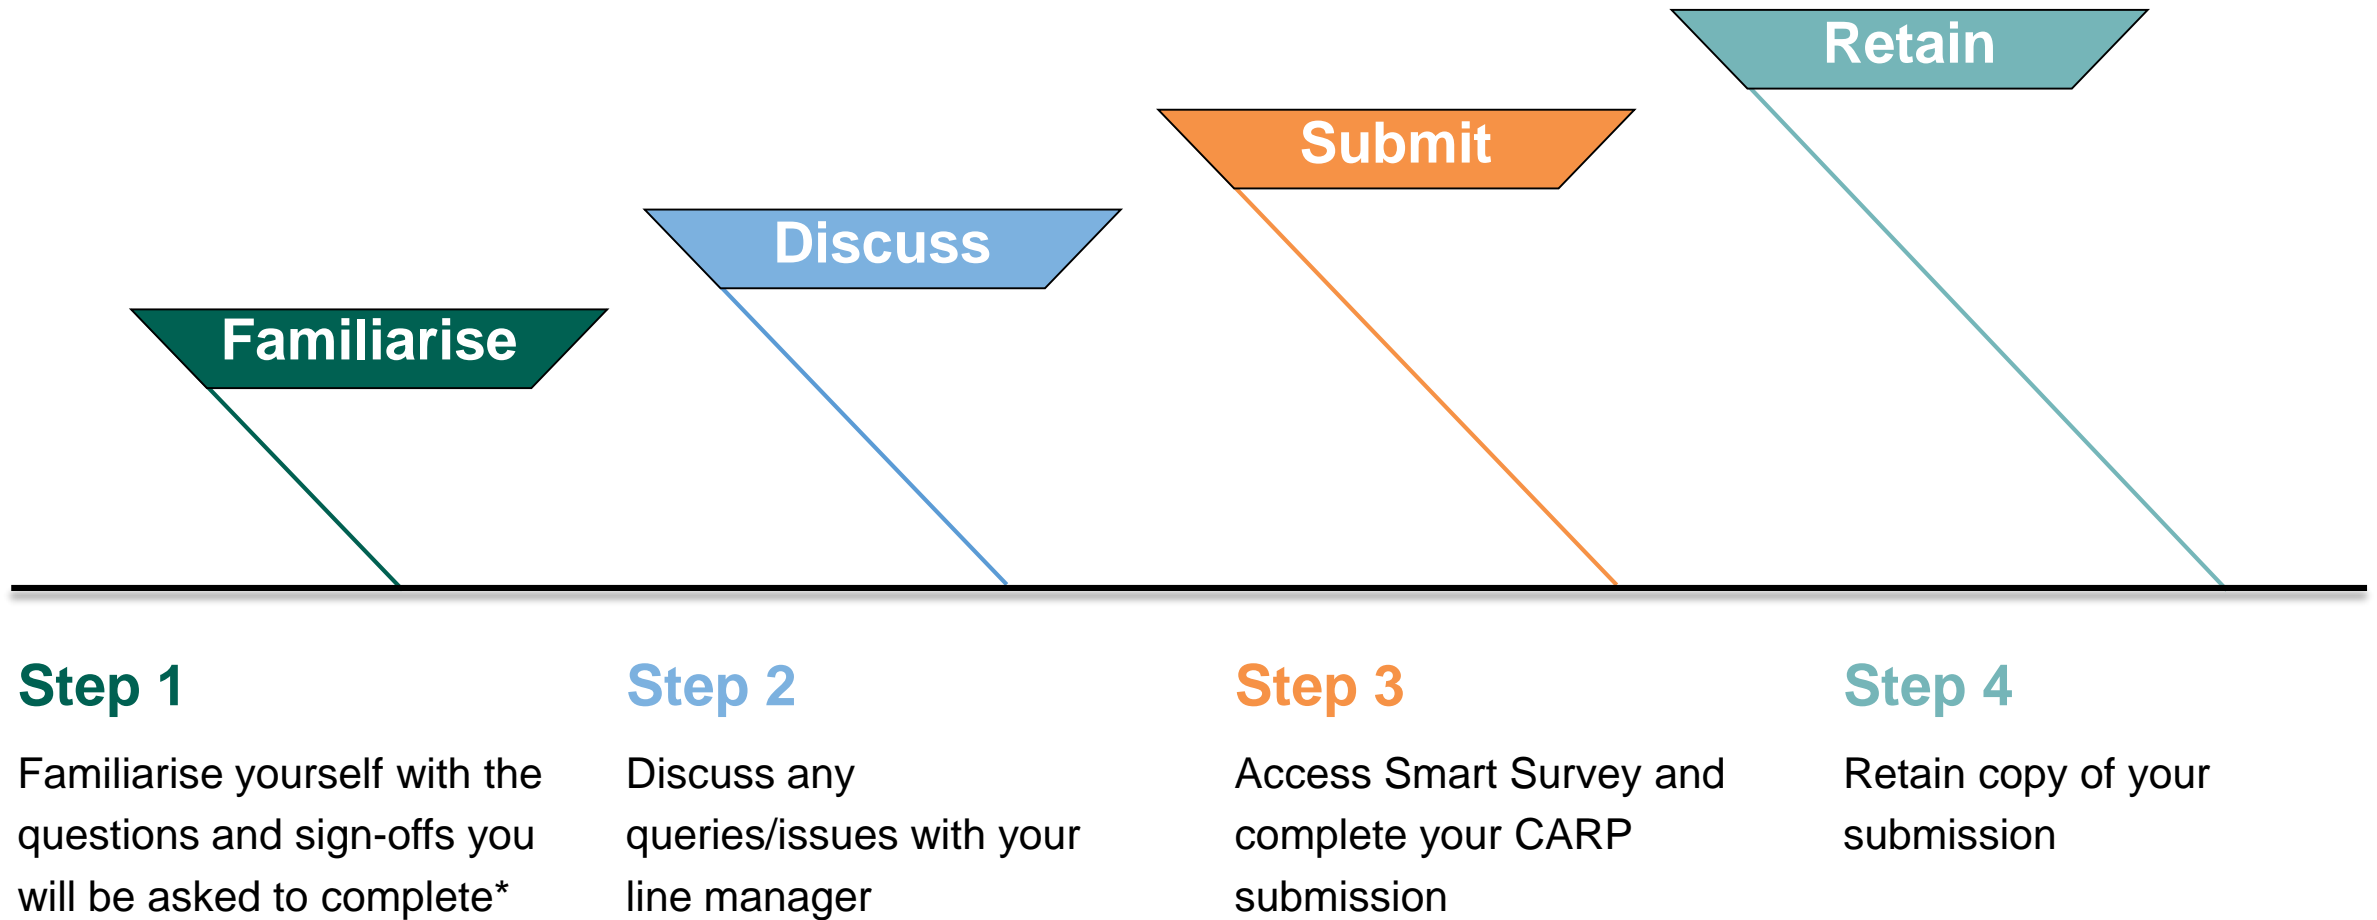 Retain
Submit
Discuss
Familiarise
Step 1
Familiarise yourself with the
questions and sign-offs you
will be asked to complete*
Step 2
Discuss any
queries/issues with your
line manager
Step 3
Access Smart Survey and
complete your CARP
submission
Step 4
Retain copy of your
submission